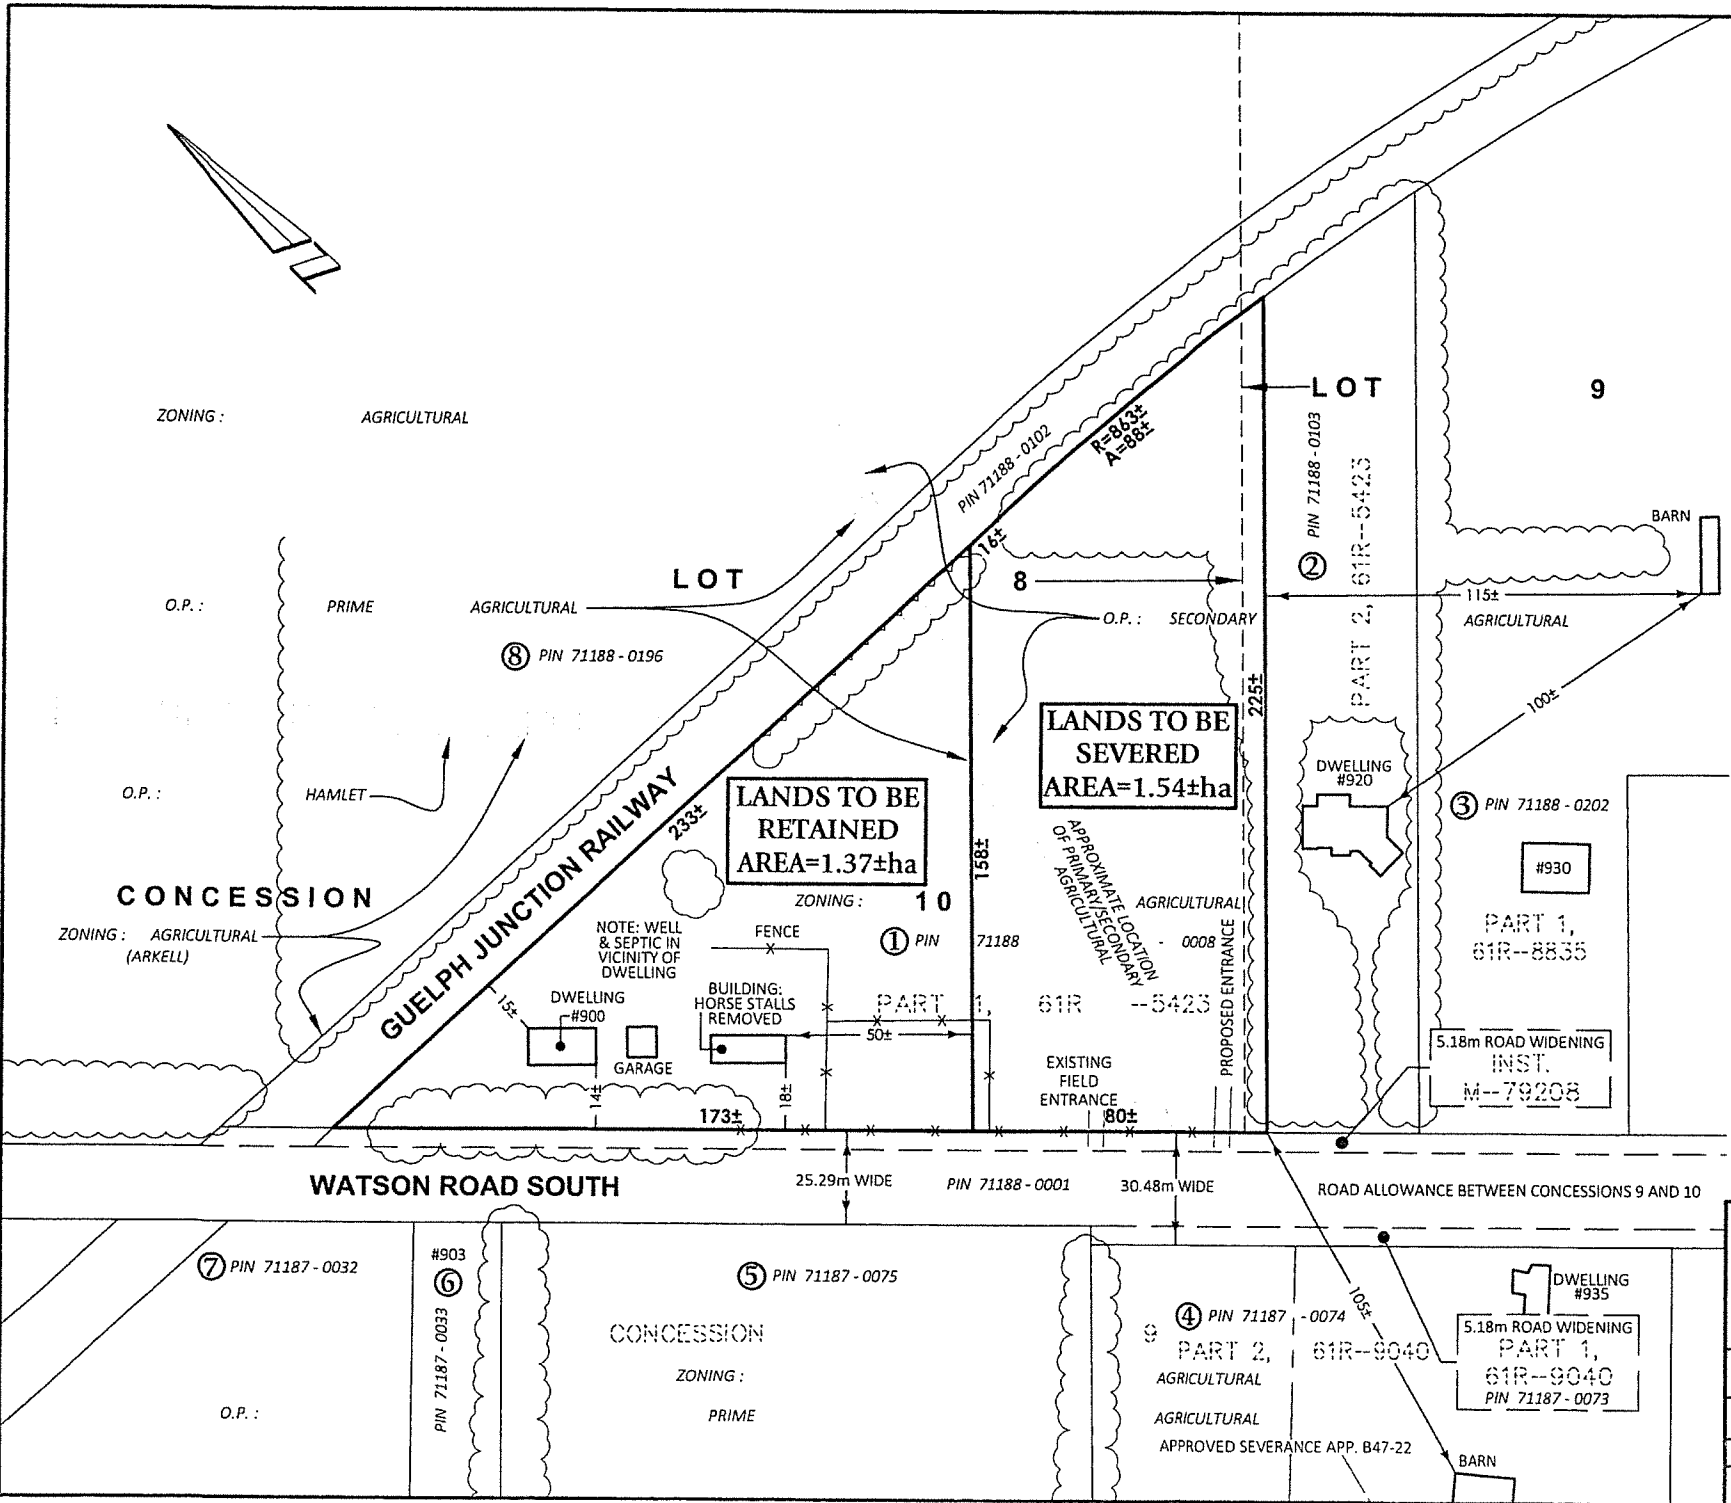 ZONING : AGRICULTURAL
LOT
9
PIN 71188 - 0102
R=863±
A=88±
PIN 71188 - 0103
PART 2, 61R--5423
②
BARN
16±
LOT
8
115±
AGRICULTURAL
O.P. : PRIME AGRICULTURAL
O.P. : SECONDARY
⑧ PIN 71188 - 0196
225±
100±
LANDS TO BE
SEVERED
AREA=1.54±ha
DWELLING
#920
O.P. : HAMLET
③ PIN 71188 - 0202
LANDS TO BE
RETAINED
AREA=1.37±ha
233±
158±
GUELPH JUNCTION RAILWAY
APPROXIMATE LOCATION
OF PRIMARY/SECONDARY
AGRICULTURAL
#930
CONCESSION
ZONING :
10
AGRICULTURAL
ZONING : AGRICULTURAL
(ARKELL)
NOTE: WELL
& SEPTIC IN
VICINITY OF
DWELLING
FENCE
① PIN 71188 - 0008
PART 1,
61R--8835
PROPOSED ENTRANCE
15±
DWELLING
#900
BUILDING:
HORSE STALLS
REMOVED
PART 1, 61R --5423
50±
GARAGE
EXISTING
FIELD
ENTRANCE
5.18m ROAD WIDENING
INST.
M--79208
14±
18±
173±
80±
WATSON ROAD SOUTH
25.29m WIDE
PIN 71188 - 0001
30.48m WIDE
ROAD ALLOWANCE BETWEEN CONCESSIONS 9 AND 10
⑦ PIN 71187 - 0032
#903
⑥
PIN 71187 - 0033
⑤ PIN 71187 - 0075
105±
DWELLING
#935
④ PIN 71187 - 0074
CONCESSION
9
PART 2, 61R--9040
5.18m ROAD WIDENING
PART 1,
61R--9040
PIN 71187 - 0073
ZONING :
AGRICULTURAL
O.P. :
PRIME
AGRICULTURAL
APPROVED SEVERANCE APP. B47-22
BARN